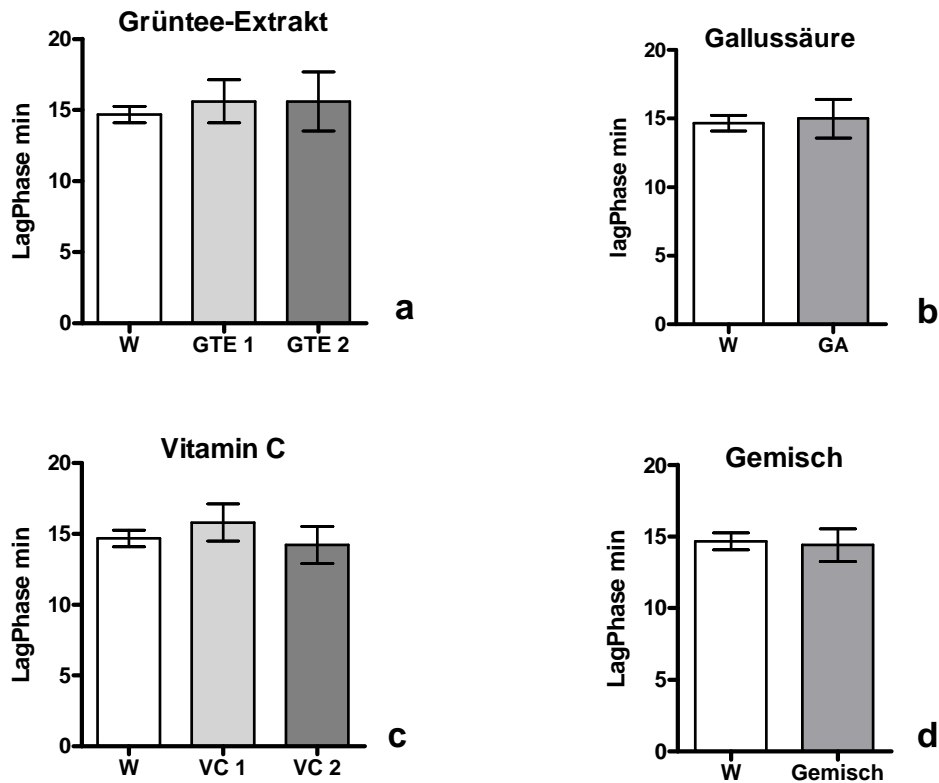 Grüntee-Extrakt
LagPhase min
20
15
10
5
0
W GTE 1 GTE 2
a
Gallussäure
lagPhase min
20
15
10
5
0
W GA
b
Vitamin C
LagPhase min
20
15
10
5
0
W VC 1 VC 2
c
Gemisch
LagPhase min
20
15
10
5
0
W Gemisch
d